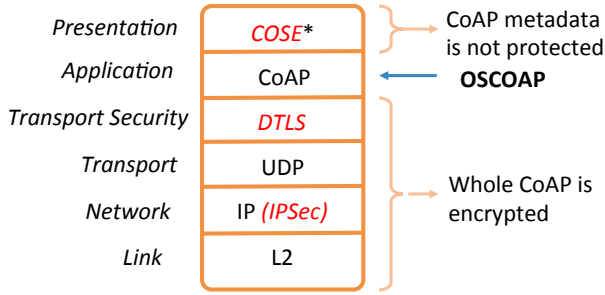 Presentation COSE* CoAP metadata
is not protected
Application CoAP OSCOAP
Transport Security DTLS
Transport UDP
Whole CoAP is
Network IP (IPSec) encrypted
Link L2